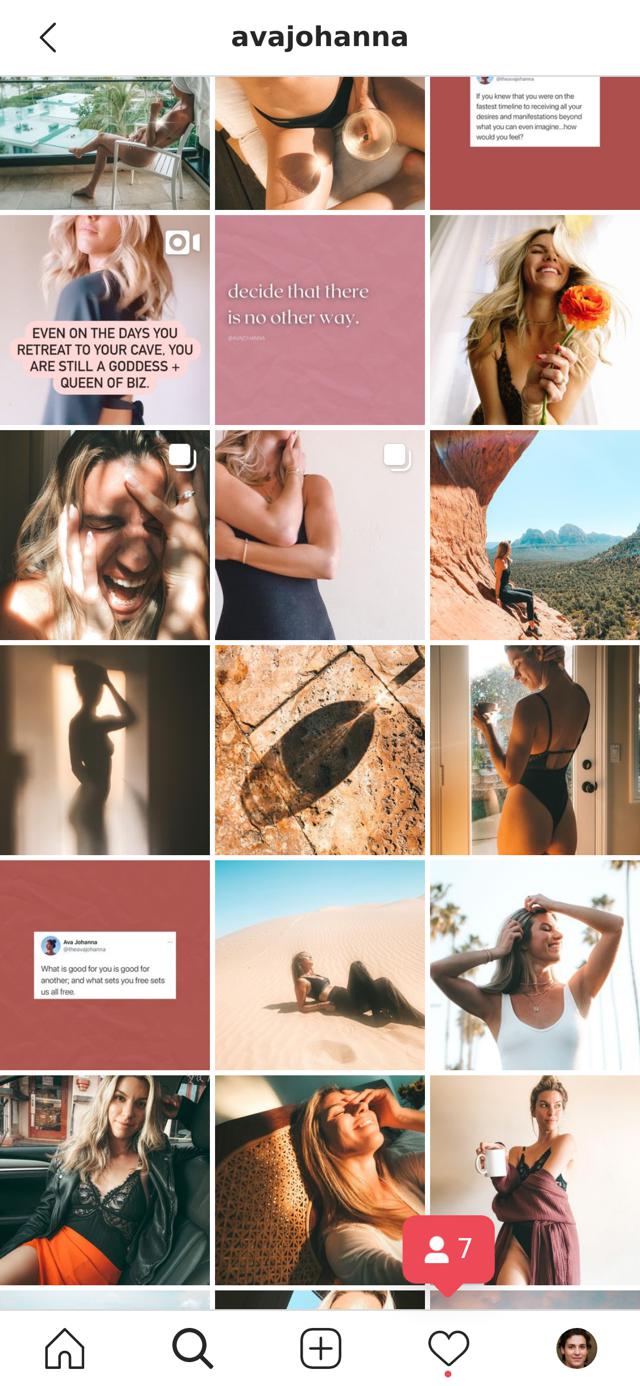 avajohanna
@theavajohanna
If you knew that you were on the
fastest timeline to receiving all your
desires and manifestations beyond
what you can even imagine...how
would you feel?
EVEN ON THE DAYS YOU
RETREAT TO YOUR CAVE, YOU
ARE STILL A GODDESS +
QUEEN OF BIZ.
decide that there
is no other way.
@AVAJOHANNA
Ava Johanna
@theavajohanna
What is good for you is good for
another; and what sets you free sets
us all free.
7